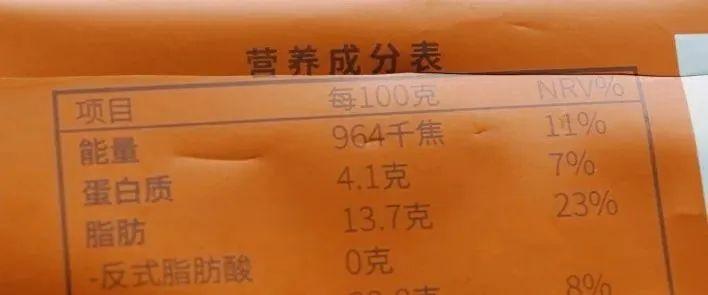 营养成分表
项目 每100克 NRV%
能量 964千焦 11%
蛋白质 4.1克 7%
脂肪 13.7克 23%
-反式脂肪酸 0克
8%